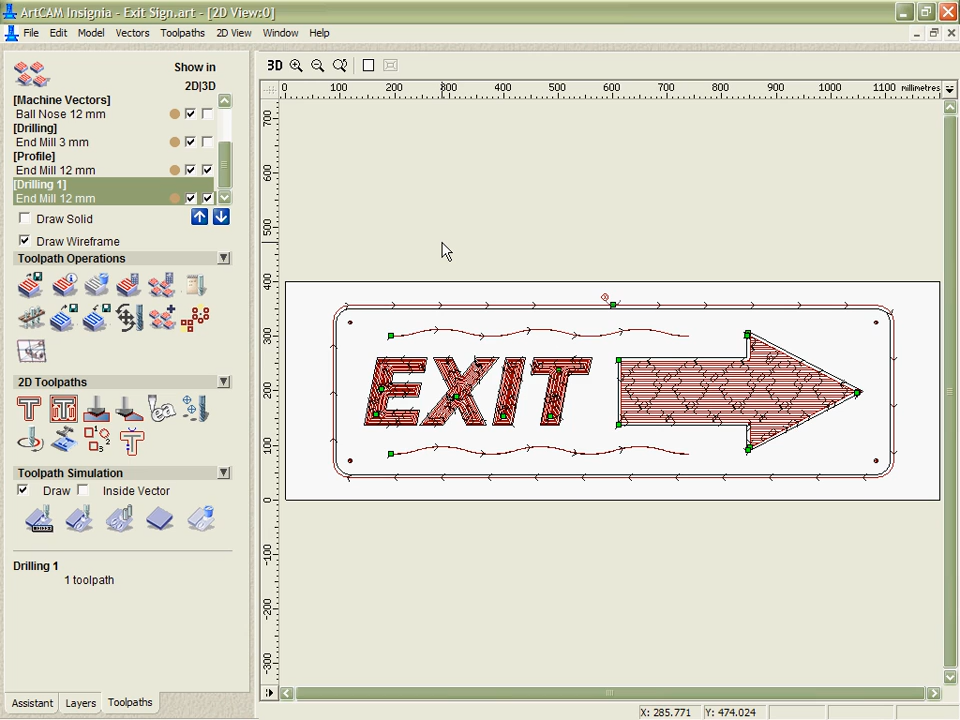 ArtCAM Insignia - Exit Sign.art - [2D View:0]
File Edit Model Vectors Toolpaths 2D View Window Help
Show in
2D|3D
[Machine Vectors]
Ball Nose 12 mm
[Drilling]
End Mill 3 mm
[Profile]
End Mill 12 mm
[Drilling 1]
End Mill 12 mm
Draw Solid
Draw Wireframe
Toolpath Operations
2D Toolpaths
Toolpath Simulation
Draw Inside Vector
Drilling 1
1 toolpath
Assistant Layers Toolpaths
3D
0 100 200 300 400 500 600 700 800 900 1000 1100 millimetres
700
600
500
400
300
200
100
0
-100
-200
-300
EXIT
X: 285.771 Y: 474.024